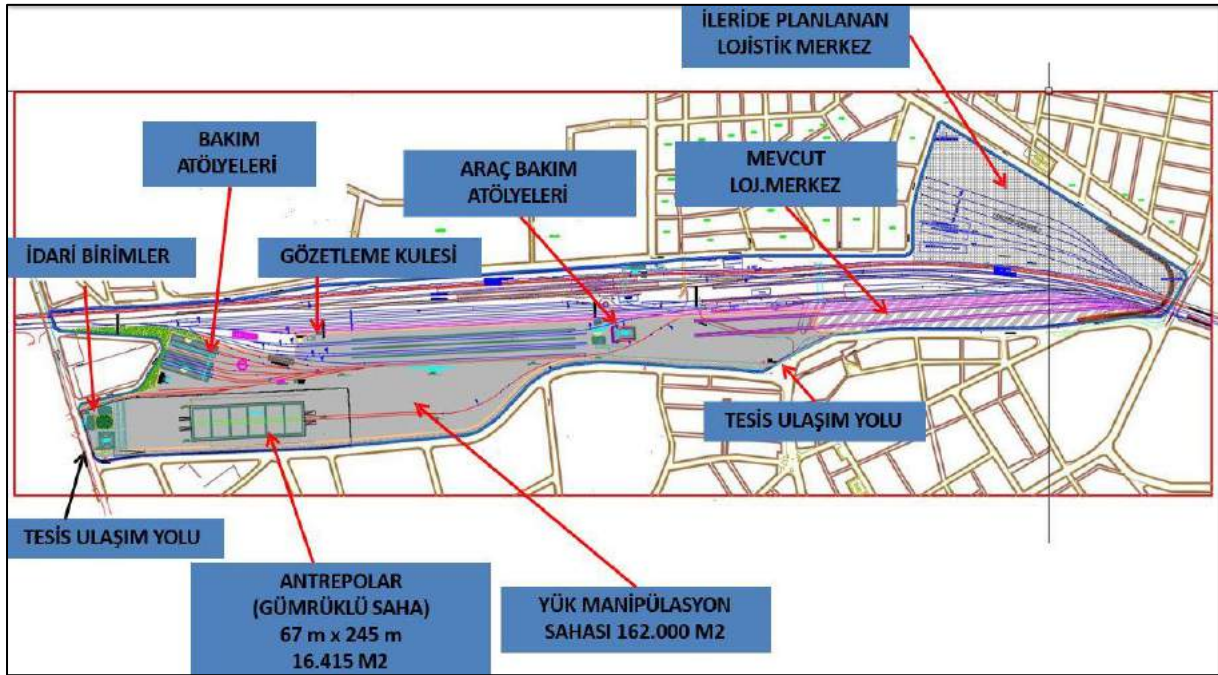 İLERİDE PLANLANAN
LOJİSTİK MERKEZ
BAKIM
ATÖLYELERİ
ARAÇ BAKIM
ATÖLYELERİ
MEVCUT
LOJ.MERKEZ
İDARİ BİRİMLER
GÖZETLEME KULESİ
TESİS ULAŞIM YOLU
TESİS ULAŞIM YOLU
ANTREPOLAR
(GÜMRÜKLÜ SAHA)
67 m x 245 m
16.415 M2
YÜK MANİPÜLASYON
SAHASI 162.000 M2